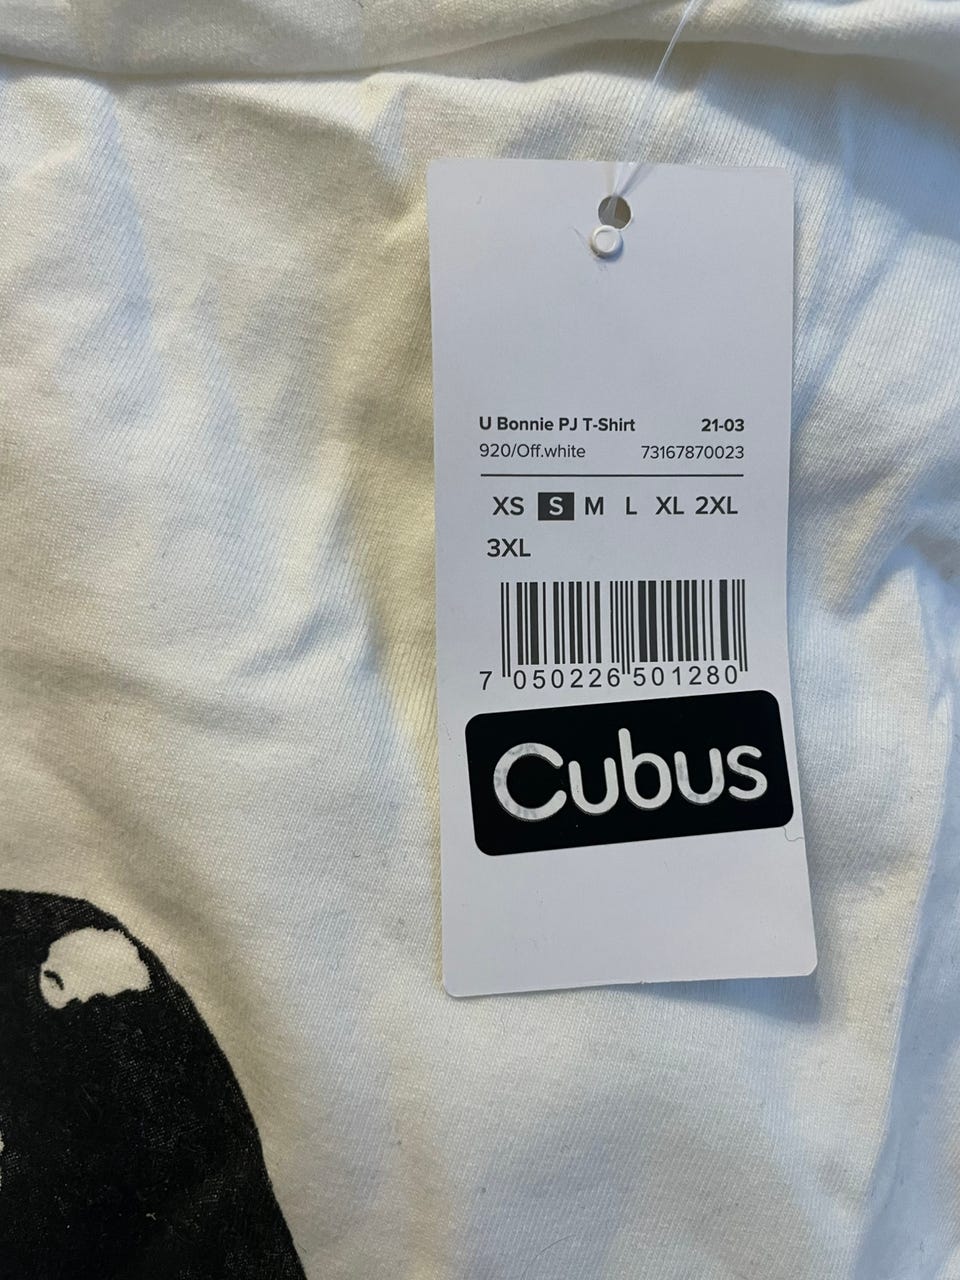 U Bonnie PJ T-Shirt 21-03
920/Off.white 73167870023
XS S M L XL 2XL
3XL
7 050226 501280
Cubus